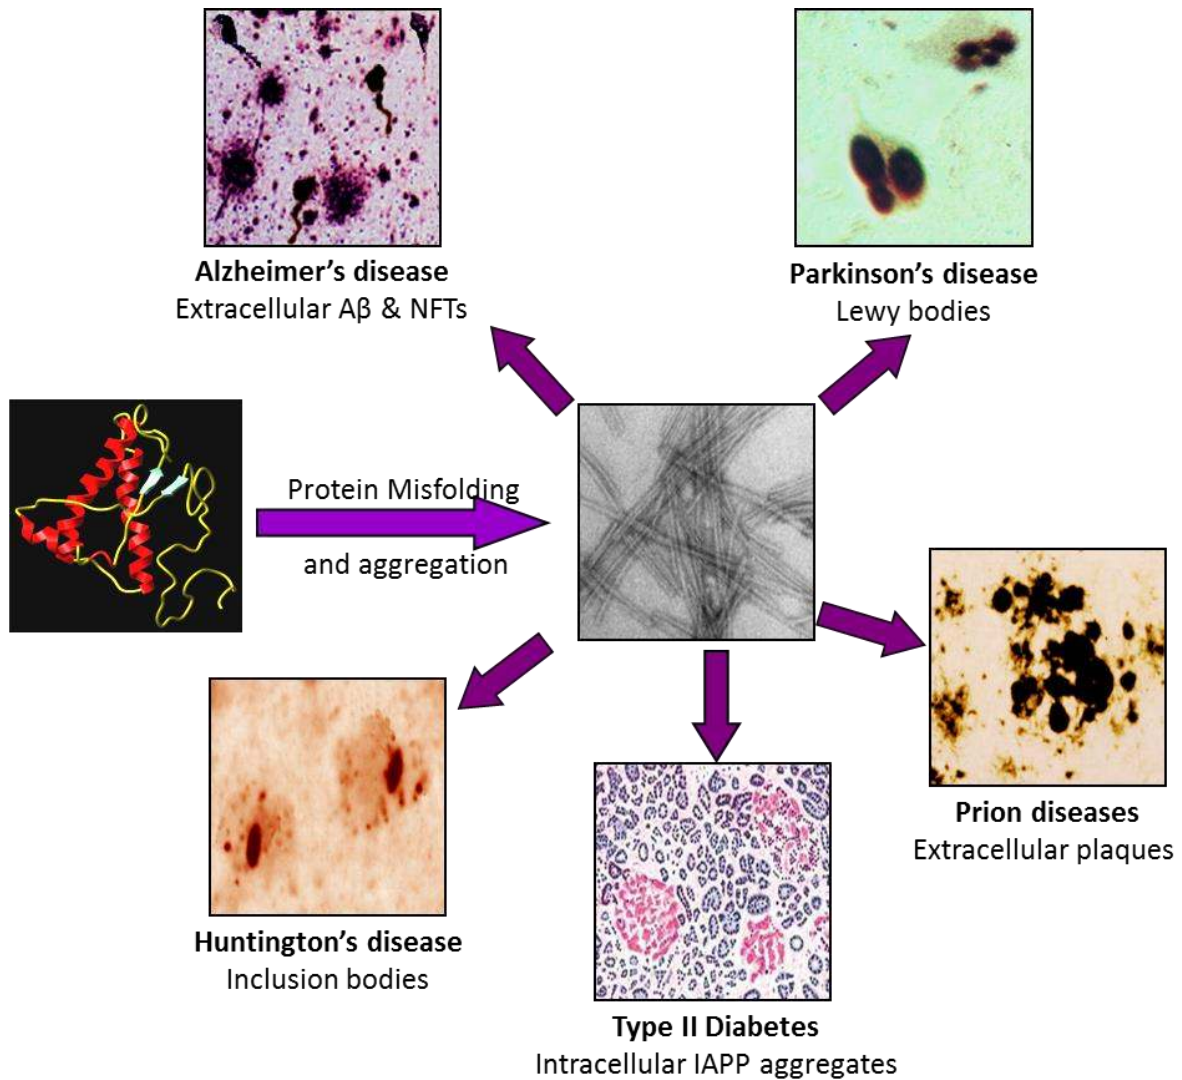 Alzheimer’s disease
Extracellular Aβ & NFTs
Parkinson’s disease
Lewy bodies
Protein Misfolding
and aggregation
Prion diseases
Extracellular plaques
Huntington’s disease
Inclusion bodies
Type II Diabetes
Intracellular IAPP aggregates